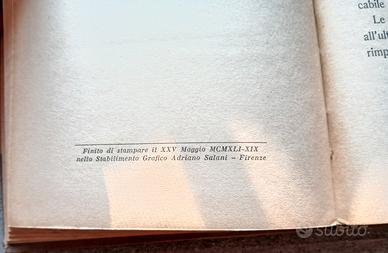 cabile
Le
all'ult
rimp
Finito di stampare il XXV Maggio MCMXLI-XIX
nello Stabilimento Grafico Adriano Salani – Firenze
subito